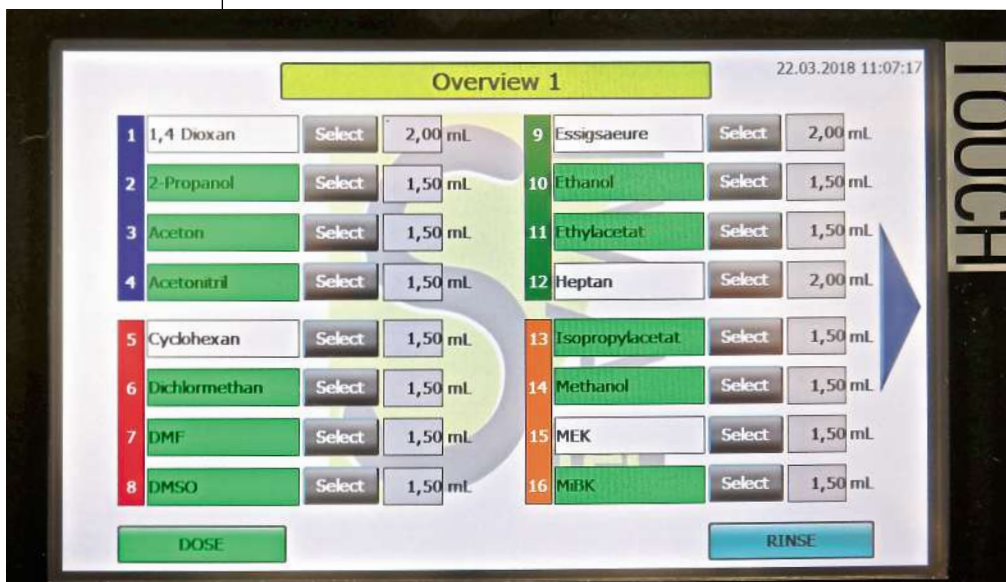 Overview 1
22.03.2018 11:07:17
1 1,4 Dioxan Select 2,00 mL 9 Essigsaeure Select 2,00 mL
2 2-Propanol Select 1,50 mL 10 Ethanol Select 1,50 mL
3 Aceton Select 1,50 mL 11 Ethylacetat Select 1,50 mL
4 Acetonitril Select 1,50 mL 12 Heptan Select 2,00 mL
5 Cyclohexan Select 1,50 mL 13 Isopropylacetat Select 1,50 mL
6 Dichlormethan Select 1,50 mL 14 Methanol Select 1,50 mL
7 DMF Select 1,50 mL 15 MEK Select 1,50 mL
8 DMSO Select 1,50 mL 16 MiBK Select 1,50 mL
DOSE RINSE
TOUCH